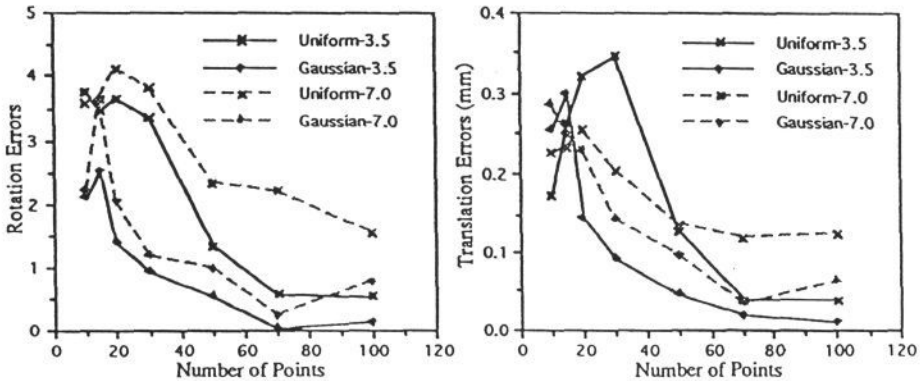 5
4
3
2
1
0
Rotation Errors
Uniform-3.5
Gaussian-3.5
Uniform-7.0
Gaussian-7.0
0 20 40 60 80 100 120
Number of Points
0.4
0.3
0.2
0.1
0.0
Translation Errors (mm)
Uniform-3.5
Gaussian-3.5
Uniform-7.0
Gaussian-7.0
0 20 40 60 80 100 120
Number of Points